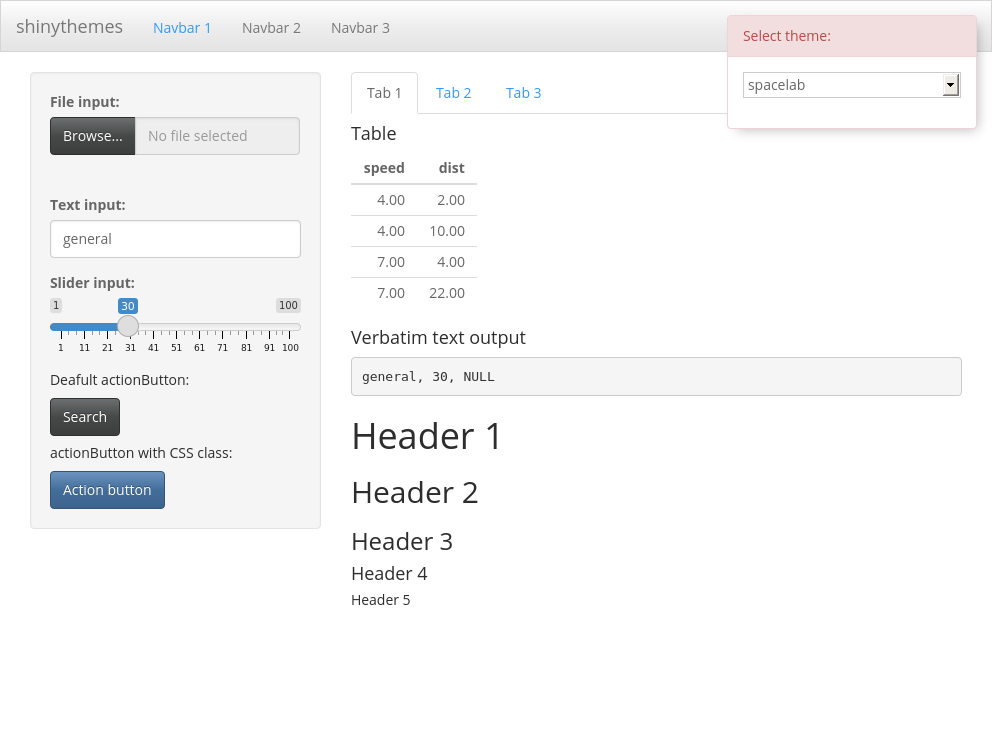 shinythemes Navbar 1 Navbar 2 Navbar 3
Select theme:
spacelab
File input:
Browse... No file selected
Text input:
general
Slider input:
1 30 100
1 11 21 31 41 51 61 71 81 91 100
Deafult actionButton:
Search
actionButton with CSS class:
Action button
Tab 1 Tab 2 Tab 3
Table
speed dist
4.00 2.00
4.00 10.00
7.00 4.00
7.00 22.00
Verbatim text output
general, 30, NULL
Header 1
Header 2
Header 3
Header 4
Header 5